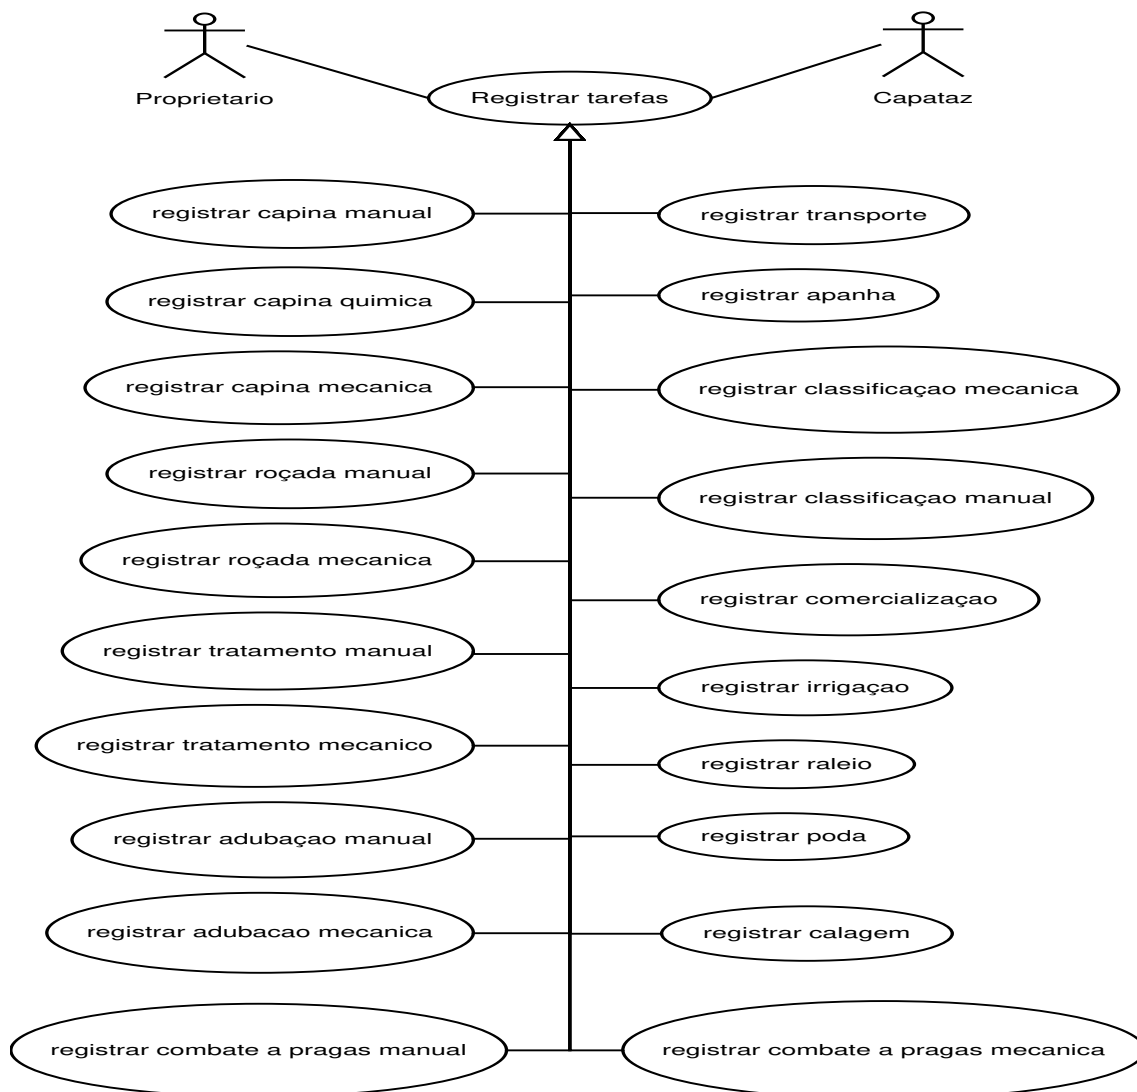 Proprietario
Registrar tarefas
Capataz
registrar capina manual
registrar transporte
registrar capina quimica
registrar apanha
registrar capina mecanica
registrar classificaçao mecanica
registrar roçada manual
registrar classificaçao manual
registrar roçada mecanica
registrar comercializaçao
registrar tratamento manual
registrar irrigaçao
registrar tratamento mecanico
registrar raleio
registrar adubaçao manual
registrar poda
registrar adubacao mecanica
registrar calagem
registrar combate a pragas manual
registrar combate a pragas mecanica